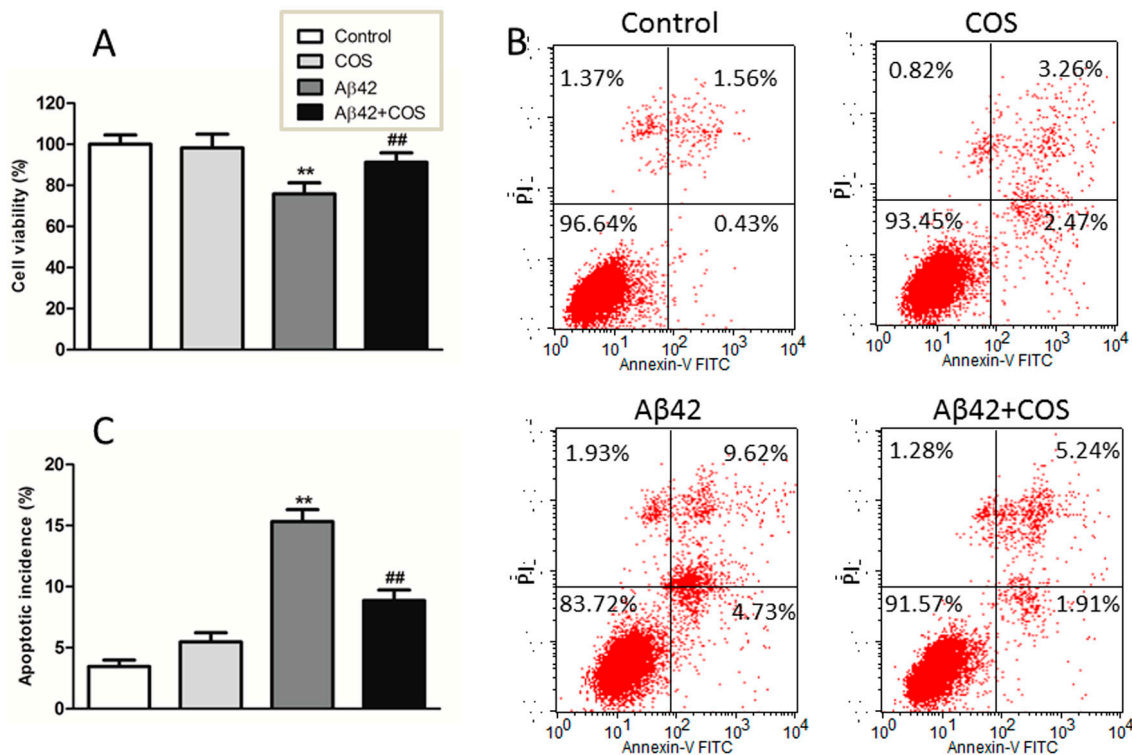 A
Control
COS
Aβ42
Aβ42+COS
120
100
80
60
40
20
0
Cell viability (%)
**
##
B
Control
1.37%
1.56%
96.64%
0.43%
PI
10⁰ 10¹ 10² 10³ 10⁴
Annexin-V FITC
COS
0.82%
3.26%
93.45%
2.47%
PI
10⁰ 10¹ 10² 10³ 10⁴
Annexin-V FITC
C
20
15
10
5
0
Apoptotic incidence (%)
**
##
Aβ42
1.93%
9.62%
83.72%
4.73%
PI
10⁰ 10¹ 10² 10³ 10⁴
Annexin-V FITC
Aβ42+COS
1.28%
5.24%
91.57%
1.91%
PI
10⁰ 10¹ 10² 10³ 10⁴
Annexin-V FITC